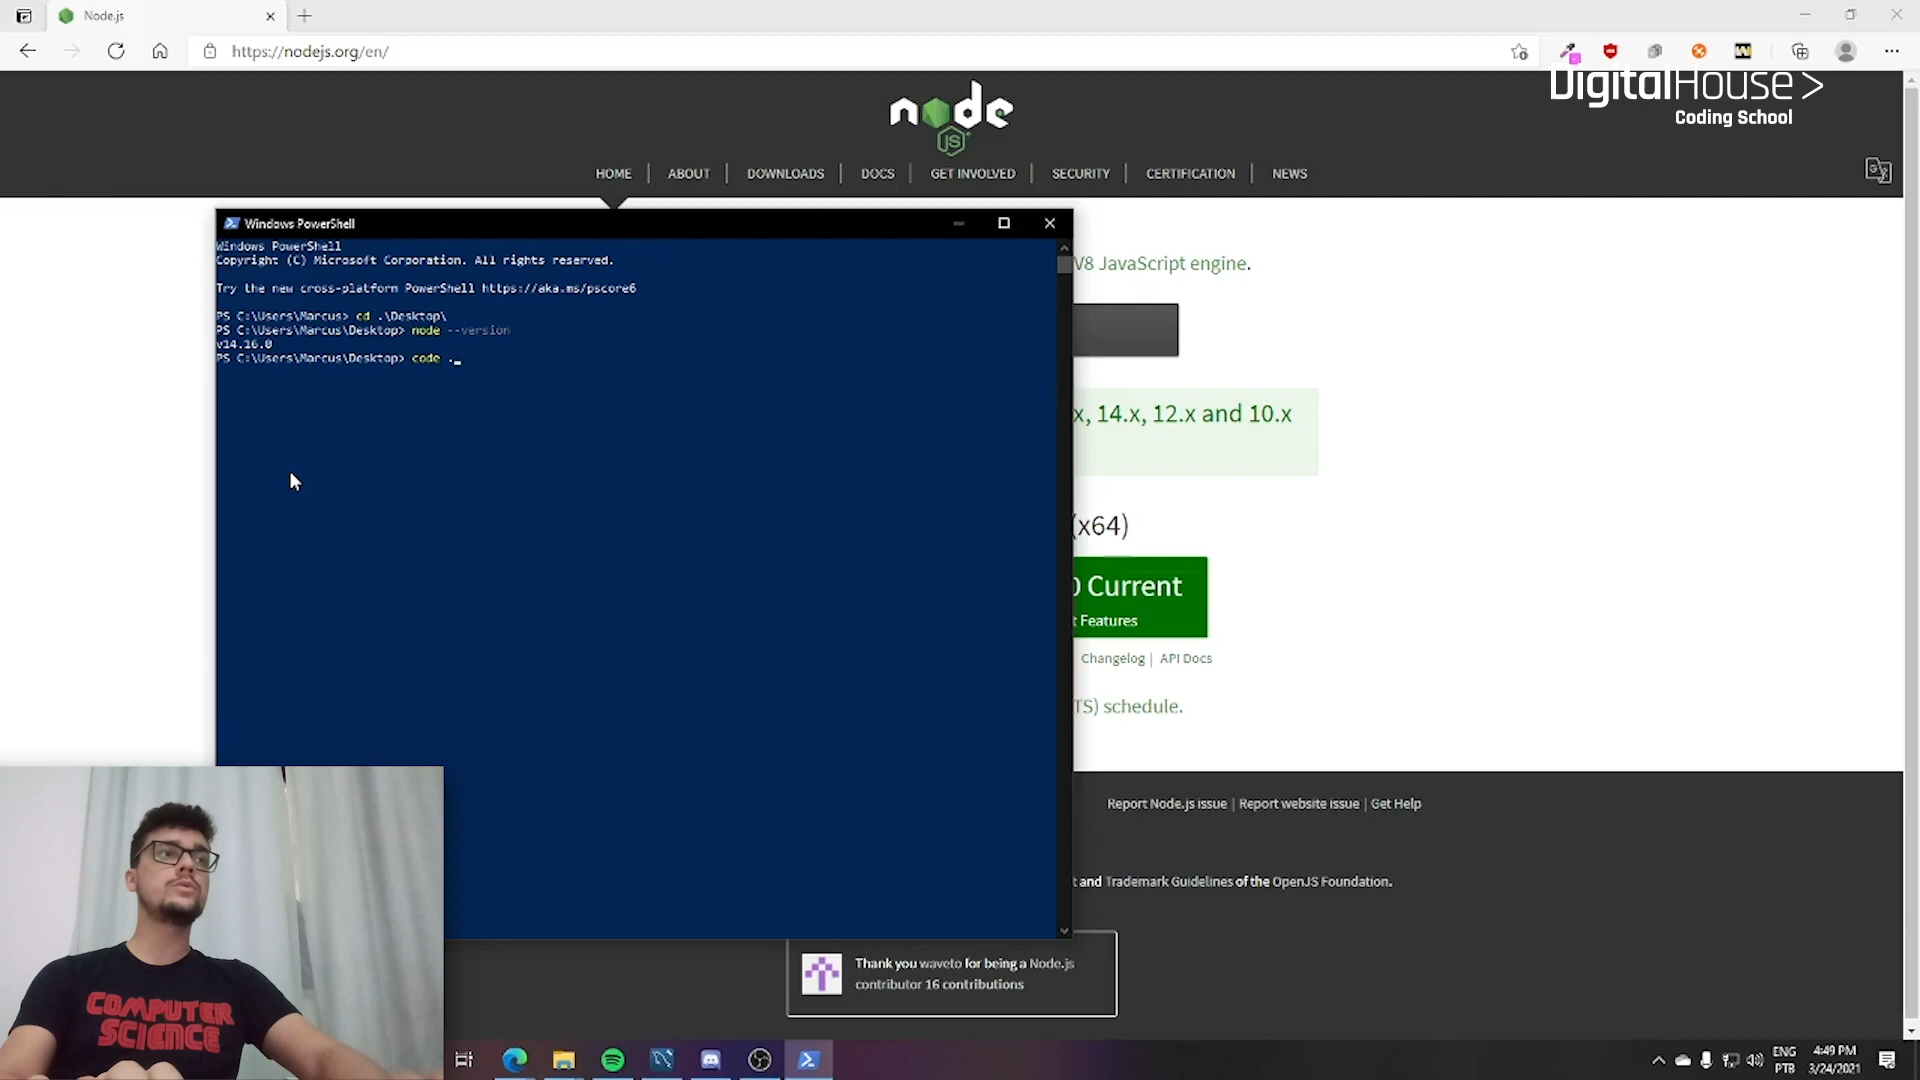 Node.js
https://nodejs.org/en/
DigitalHouse >
Coding School
node
JS
HOME | ABOUT | DOWNLOADS | DOCS | GET INVOLVED | SECURITY | CERTIFICATION | NEWS
Windows PowerShell
Windows PowerShell
Copyright (C) Microsoft Corporation. All rights reserved.
Try the new cross-platform PowerShell https://aka.ms/pscore6
PS C:\Users\Marcus> cd .\Desktop\
PS C:\Users\Marcus\Desktop> node --version
v14.16.0
PS C:\Users\Marcus\Desktop> code ._
V8 JavaScript engine.
x, 14.x, 12.x and 10.x
(x64)
0 Current
t Features
Changelog | API Docs
TS) schedule.
Report Node.js issue | Report website issue | Get Help
t and Trademark Guidelines of the OpenJS Foundation.
Thank you waveto for being a Node.js
contributor 16 contributions
COMPUTER
SCIENCE
ENG
PTB
4:49 PM
3/24/2021